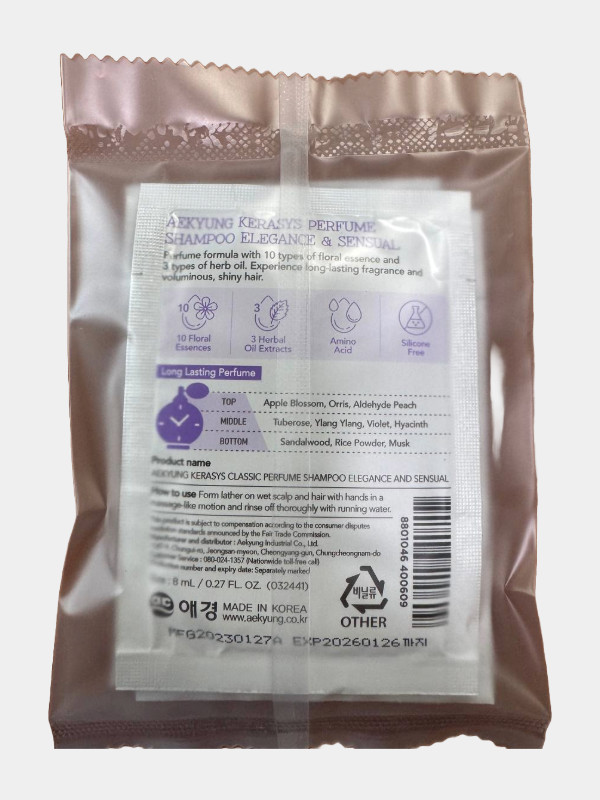 AEKYUNG KERASYS PERFUME
SHAMPOO ELEGANCE & SENSUAL
Perfume formula with 10 types of floral essence and
3 types of herb oil. Experience long-lasting fragrance and
voluminous, shiny hair.
10
10 Floral
Essences
3
3 Herbal
Oil Extracts
Amino
Acid
Silicone
Free
Long Lasting Perfume
TOP Apple Blossom, Orris, Aldehyde Peach
MIDDLE Tuberose, Ylang Ylang, Violet, Hyacinth
BOTTOM Sandalwood, Rice Powder, Musk
Product name
AEKYUNG KERASYS CLASSIC PERFUME SHAMPOO ELEGANCE AND SENSUAL
How to use Form lather on wet scalp and hair with hands in a
massage-like motion and rinse off thoroughly with running water.
This product is subject to compensation according to the consumer disputes
resolution standards announced by the Fair Trade Commission.
Manufacturer and distributor : Aekyung Industrial Co., Ltd.
Jeongsan-myeon, Cheongyang-gun, Chungcheongnam-do
Service : 080-024-1357 (Nationwide toll-free call)
number and expiry date: Separately marked
: 8 mL / 0.27 FL. OZ. (032441)
애경 MADE IN KOREA
www.aekyung.co.kr
비닐류
OTHER
8801046 400609
MFG20230127A EXP20260126까지